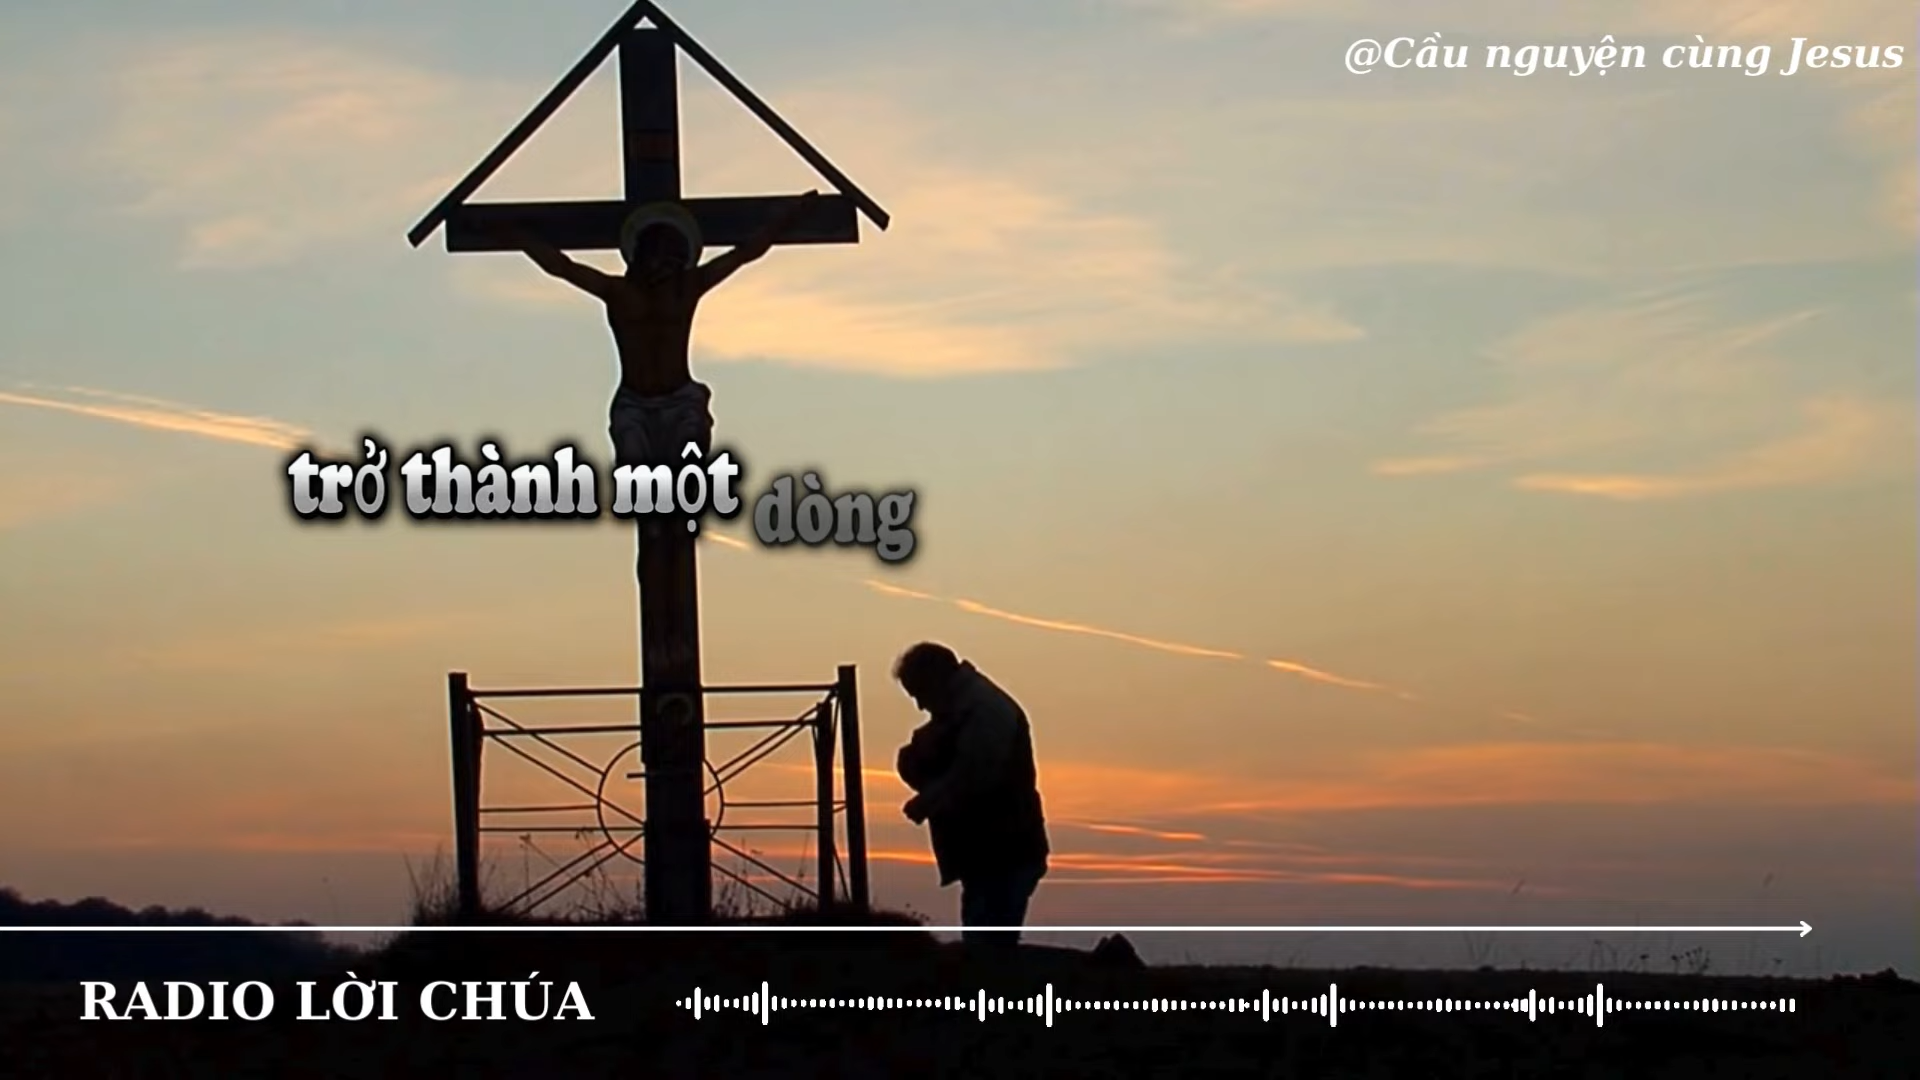 @Cầu nguyện cùng Jesus
trở thành một dòng
RADIO LỜI CHÚA